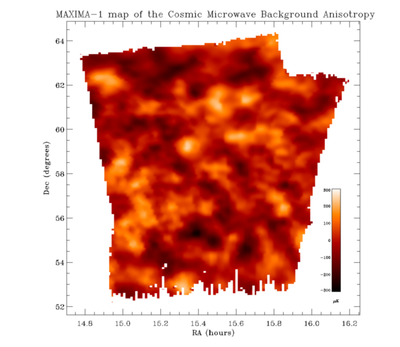 MAXIMA-1 map of the Cosmic Microwave Background Anisotropy
64
62
60
58
56
54
52
Dec (degrees)
300
200
100
0
-100
-200
-300
μK
14.8 15.0 15.2 15.4 15.6 15.8 16.0 16.2
RA (hours)